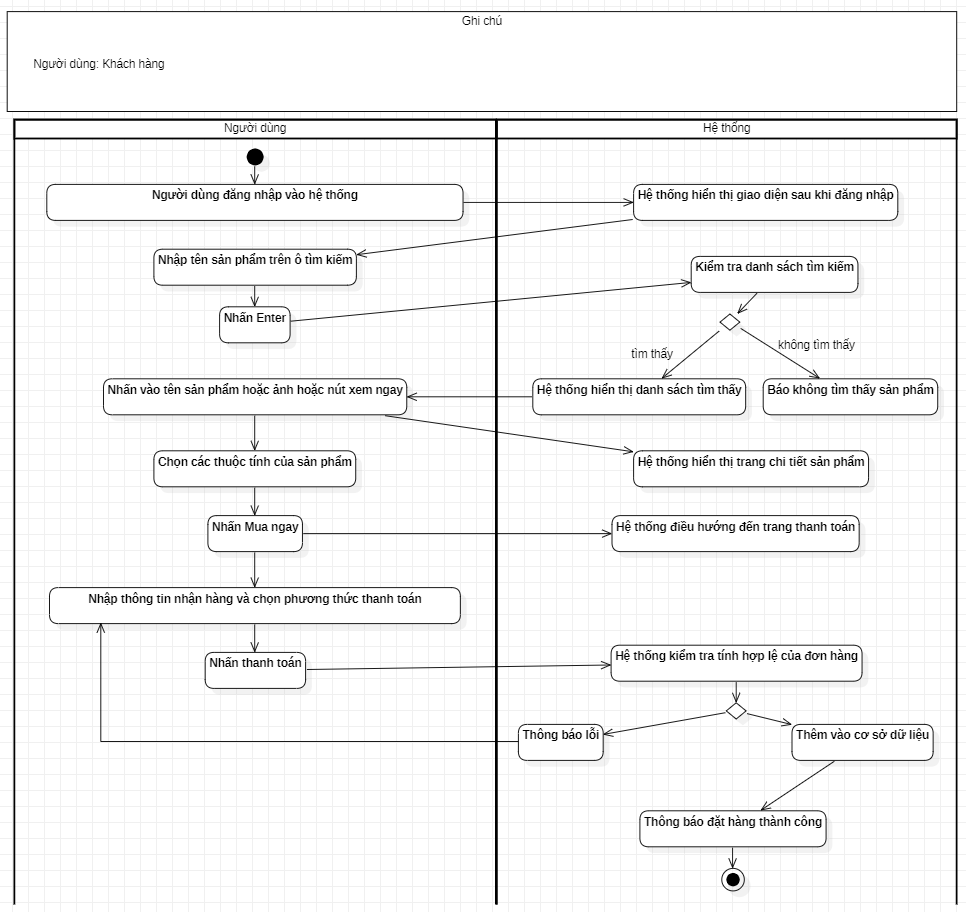 Ghi chú
Người dùng: Khách hàng
Người dùng
Hệ thống
Người dùng đăng nhập vào hệ thống
Hệ thống hiển thị giao diện sau khi đăng nhập
Nhập tên sản phẩm trên ô tìm kiếm
Kiểm tra danh sách tìm kiếm
Nhấn Enter
tìm thấy
không tìm thấy
Nhấn vào tên sản phẩm hoặc ảnh hoặc nút xem ngay
Hệ thống hiển thị danh sách tìm thấy
Báo không tìm thấy sản phẩm
Chọn các thuộc tính của sản phẩm
Hệ thống hiển thị trang chi tiết sản phẩm
Nhấn Mua ngay
Hệ thống điều hướng đến trang thanh toán
Nhập thông tin nhận hàng và chọn phương thức thanh toán
Nhấn thanh toán
Hệ thống kiểm tra tính hợp lệ của đơn hàng
Thông báo lỗi
Thêm vào cơ sở dữ liệu
Thông báo đặt hàng thành công